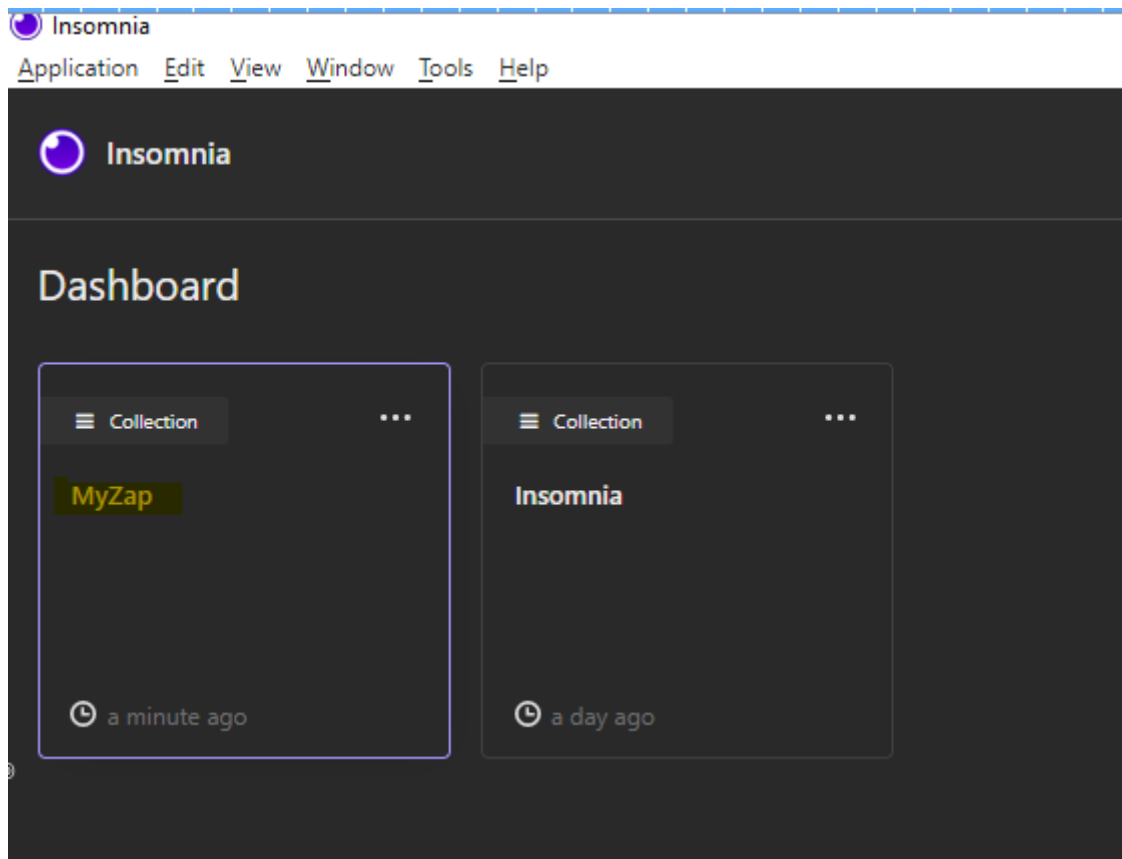 Insomnia
Application Edit View Window Tools Help
Insomnia
Dashboard
Collection
MyZap
a minute ago
Collection
Insomnia
a day ago